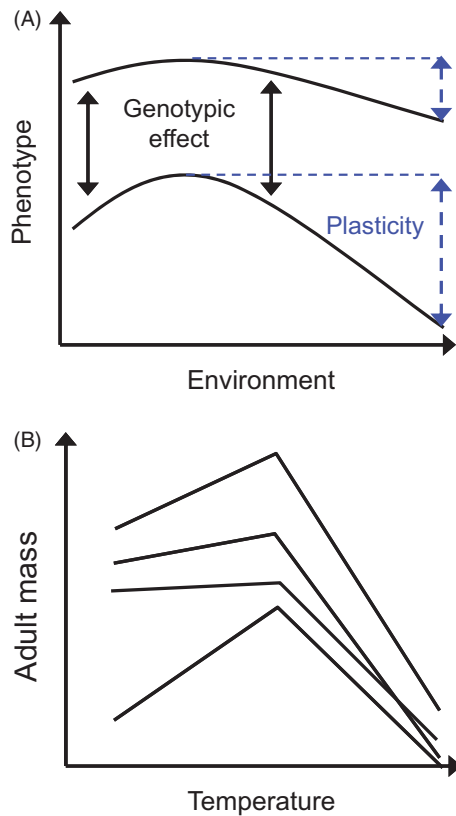 (A)
Phenotype
Genotypic
effect
Plasticity
Environment
(B)
Adult mass
Temperature